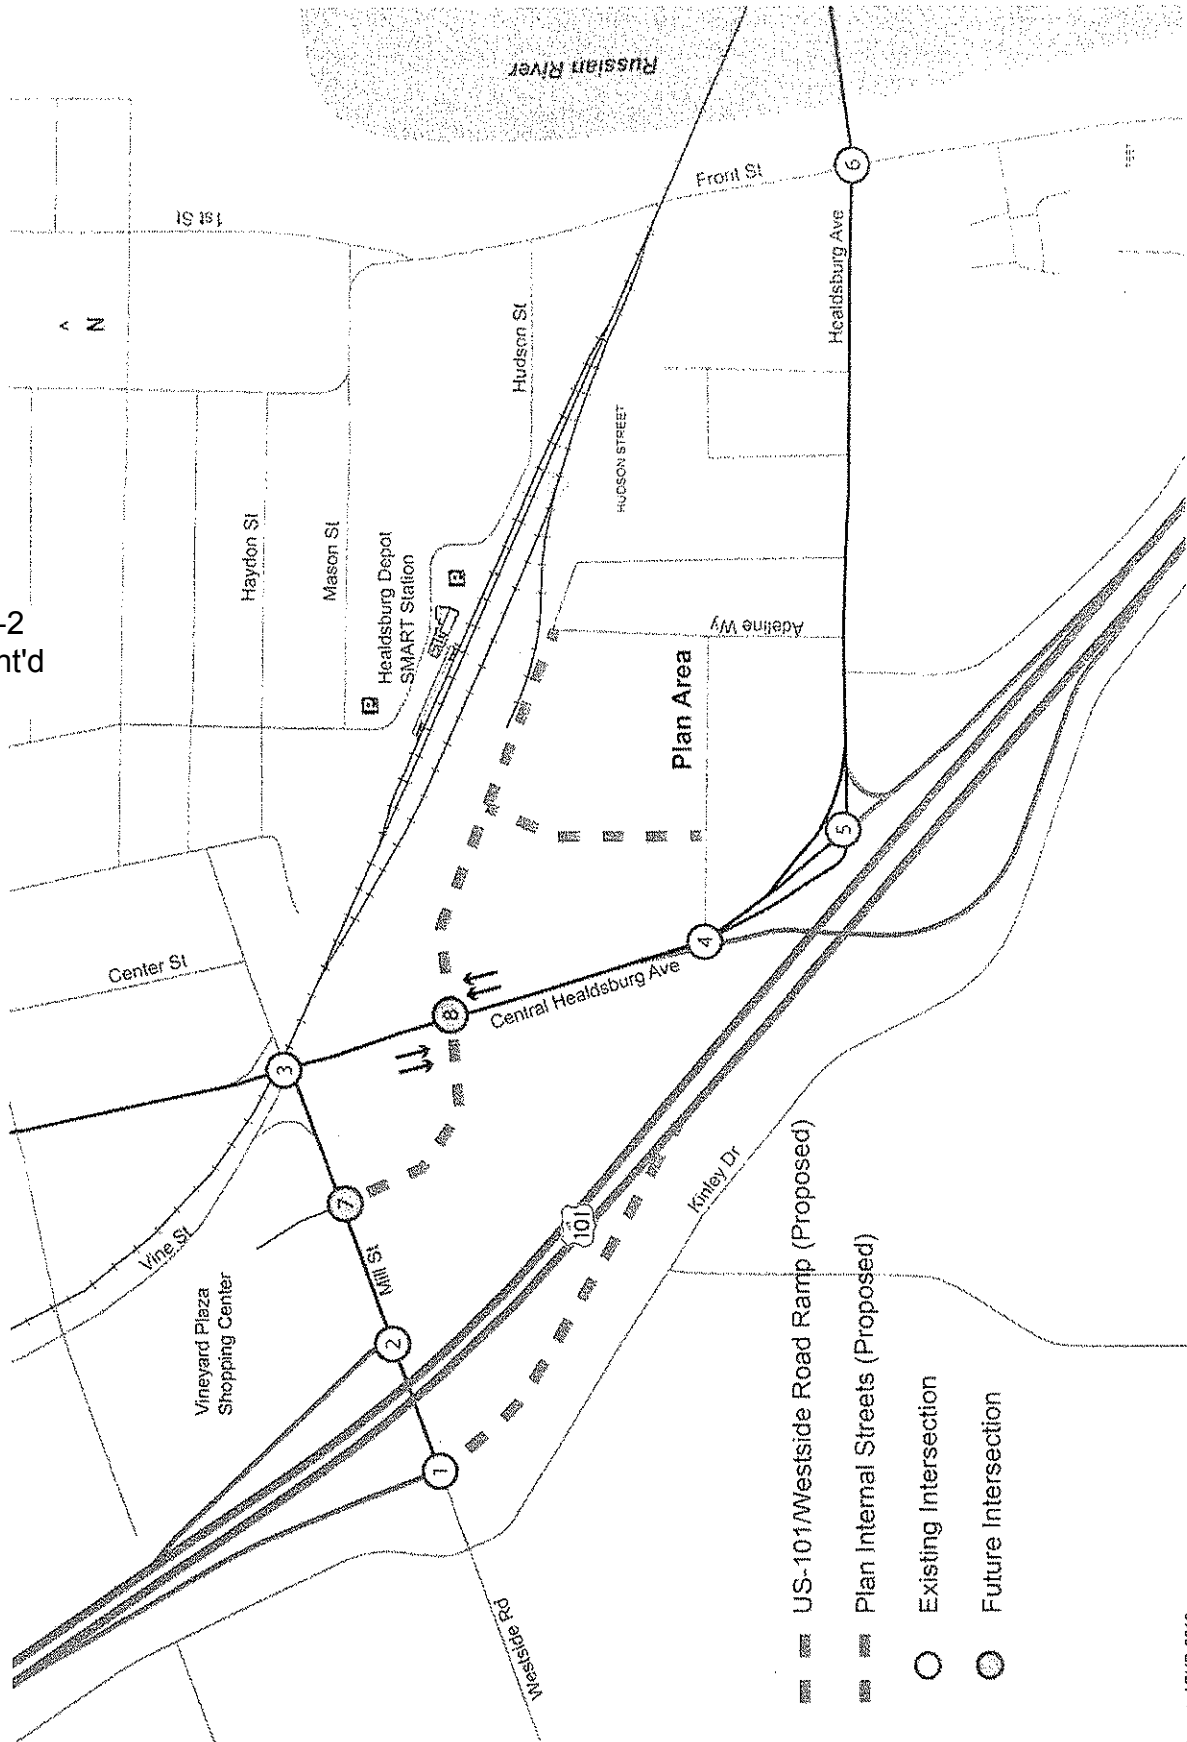 -2
nt'd
Russian River
1st St
^
N
Front St
6
Healdsburg Ave
Hudson St
HUDSON STREET
Haydon St
Mason St
P
Healdsburg Depot
SMART Station
P
Adeline Wy
Plan Area
5
4
Center St
Central Healdsburg Ave
8
3
7
Vine St
Mill St
Vineyard Plaza
Shopping Center
2
1
101
Kinley Dr
Westside Rd
US-101/Westside Road Ramp (Proposed)
Plan Internal Streets (Proposed)
Existing Intersection
Future Intersection